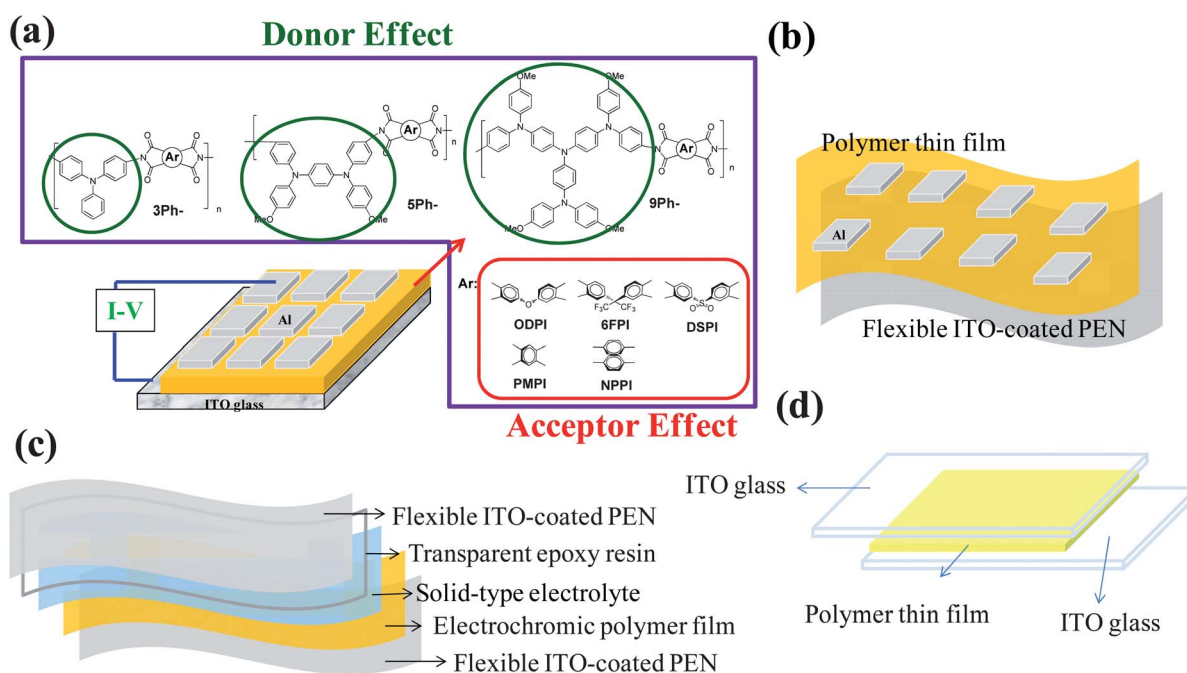 (a)
Donor Effect
OMe
OMe
O
O
Ar
N
N
O
O
n
N
3Ph-
O
O
Ar
N
N
O
O
n
N
N
MeO
OMe
5Ph-
N
N
N
N
O
O
Ar
N
N
O
O
n
MeO
OMe
9Ph-
I-V
Al
ITO glass
Ar:
O
ODPI
F3C
CF3
6FPI
S
O
O
DSPI
PMPI
NPPI
Acceptor Effect
(b)
Polymer thin film
Al
Flexible ITO-coated PEN
(c)
Flexible ITO-coated PEN
Transparent epoxy resin
Solid-type electrolyte
Electrochromic polymer film
Flexible ITO-coated PEN
(d)
ITO glass
Polymer thin film
ITO glass